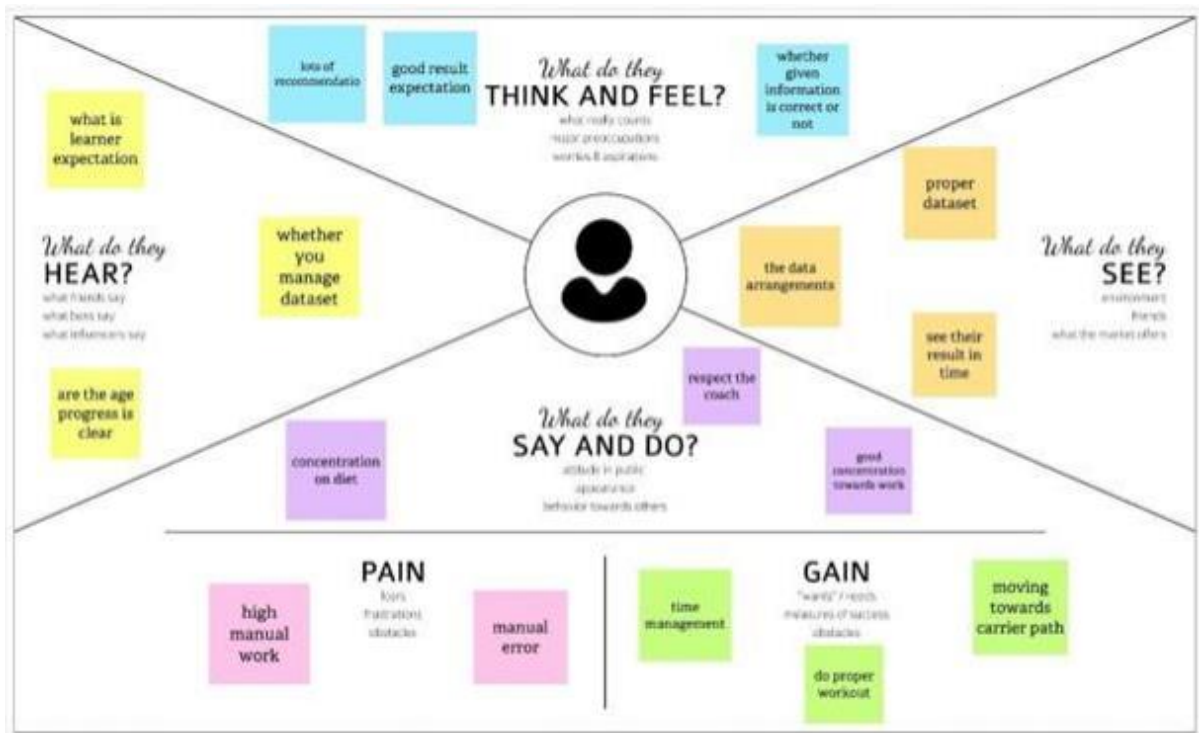 lots of
recommendatio
good result
expectation
What do they
THINK AND FEEL?
what really counts
major preoccupations
worries & aspirations
whether
given
information
is correct or
not
what is
learner
expectation
What do they
HEAR?
what friends say
what boss say
what influencers say
whether
you
manage
dataset
are the age
progress is
clear
proper
dataset
the data
arrangements
What do they
SEE?
environment
friends
what the market offers
see their
result in
time
respect the
coach
What do they
SAY AND DO?
attitude in public
appearance
behavior towards others
concentration
on diet
good
concentration
towards work
PAIN
fears
frustrations
obstacles
high
manual
work
manual
error
GAIN
"wants" / needs
measures of success
obstacles
time
management
do proper
workout
moving
towards
carrier path